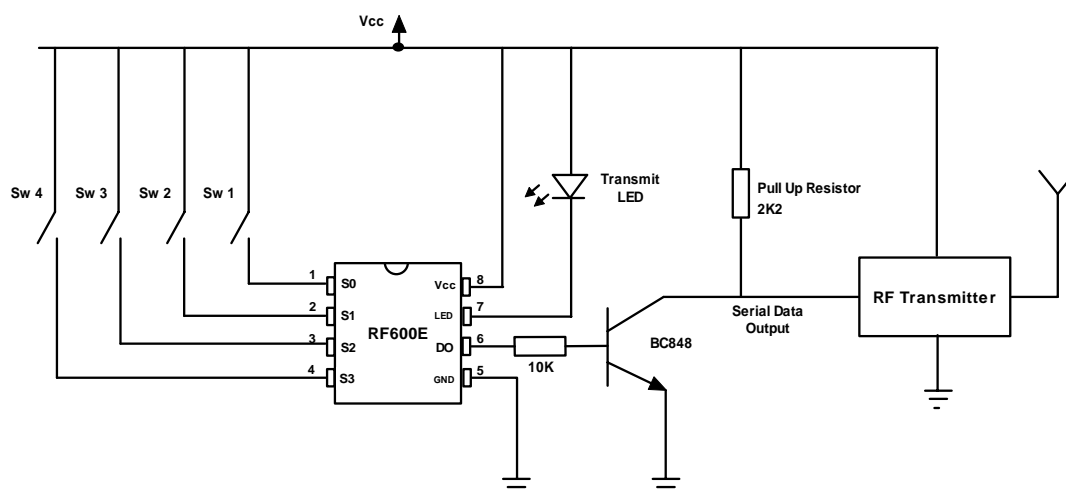 Vcc
Sw 4
Sw 3
Sw 2
Sw 1
Transmit
LED
Pull Up Resistor
2K2
1
S0
2
S1
3
S2
4
S3
RF600E
Vcc
8
LED
7
DO
6
GND
5
10K
BC848
Serial Data
Output
RF Transmitter